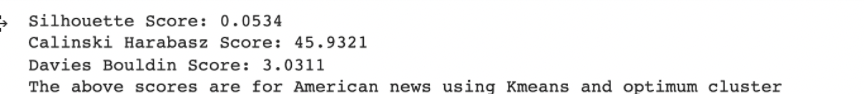 Silhouette Score: 0.0534
Calinski Harabasz Score: 45.9321
Davies Bouldin Score: 3.0311
The above scores are for American news using Kmeans and optimum cluster